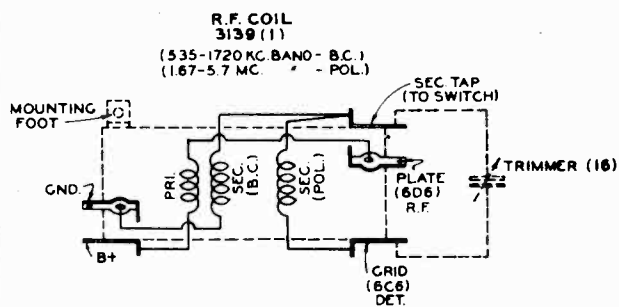 R.F. COIL
3139 (1)
(535-1720 KC. BAND - B.C.)
(1.67-5.7 MC. " - POL.)
SEC. TAP
(TO SWITCH)
MOUNTING
FOOT
TRIMMER (16)
PRI.
SEC.
(B.C.)
SEC.
(POL.)
PLATE
(6D6)
R.F.
GND.
B+
GRID
(6C6)
DET.